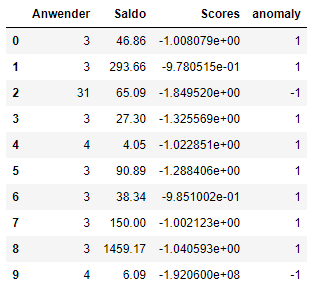 Anwender Saldo Scores anomaly
0 3 46.86 -1.008079e+00 1
1 3 293.66 -9.780515e-01 1
2 31 65.09 -1.849520e+00 -1
3 3 27.30 -1.325569e+00 1
4 4 4.05 -1.022851e+00 1
5 3 90.89 -1.288406e+00 1
6 3 38.34 -9.851002e-01 1
7 3 150.00 -1.002123e+00 1
8 3 1459.17 -1.040593e+00 1
9 4 6.09 -1.920600e+08 -1